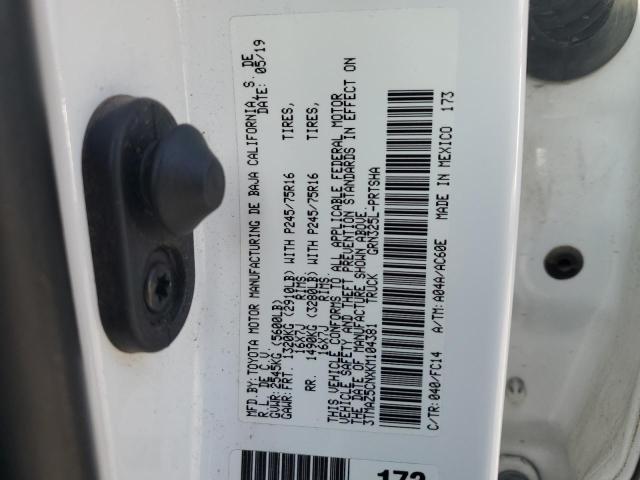 MFD.BY:TOYOTA MOTOR MANUFACTURING DE BAJA CALIFORNIA, S. DE
R.L. DE C.V. DATE: 05/19
GVWR: 2545KG (5600LB)
GAWR: FRT. 1320KG (2910LB) WITH P245/75R16 TIRES,
16X7J RIMS,
RR. 1490KG (3280LB) WITH P245/75R16 TIRES,
16X7J RIMS
THIS VEHICLE CONFORMS TO ALL APPLICABLE FEDERAL MOTOR
VEHICLE SAFETY AND THEFT PREVENTION STANDARDS IN EFFECT ON
THE DATE OF MANUFACTURE SHOWN ABOVE.
3TMAZ5CNXKM104381 TRUCK GRN325L-PRTSHA
C/TR: 040/FC14 A/TM: A04A/AC60E MADE IN MEXICO 173
173